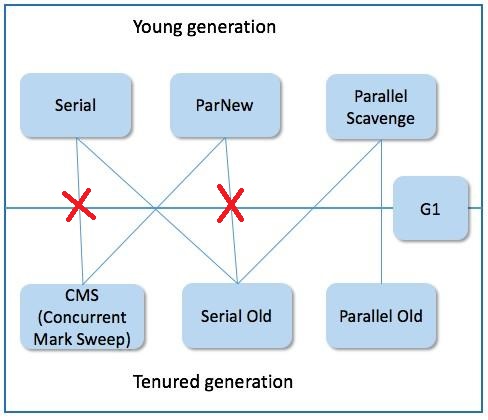 Young generation
Serial
ParNew
Parallel
Scavenge
G1
CMS
(Concurrent
Mark Sweep)
Serial Old
Parallel Old
Tenured generation